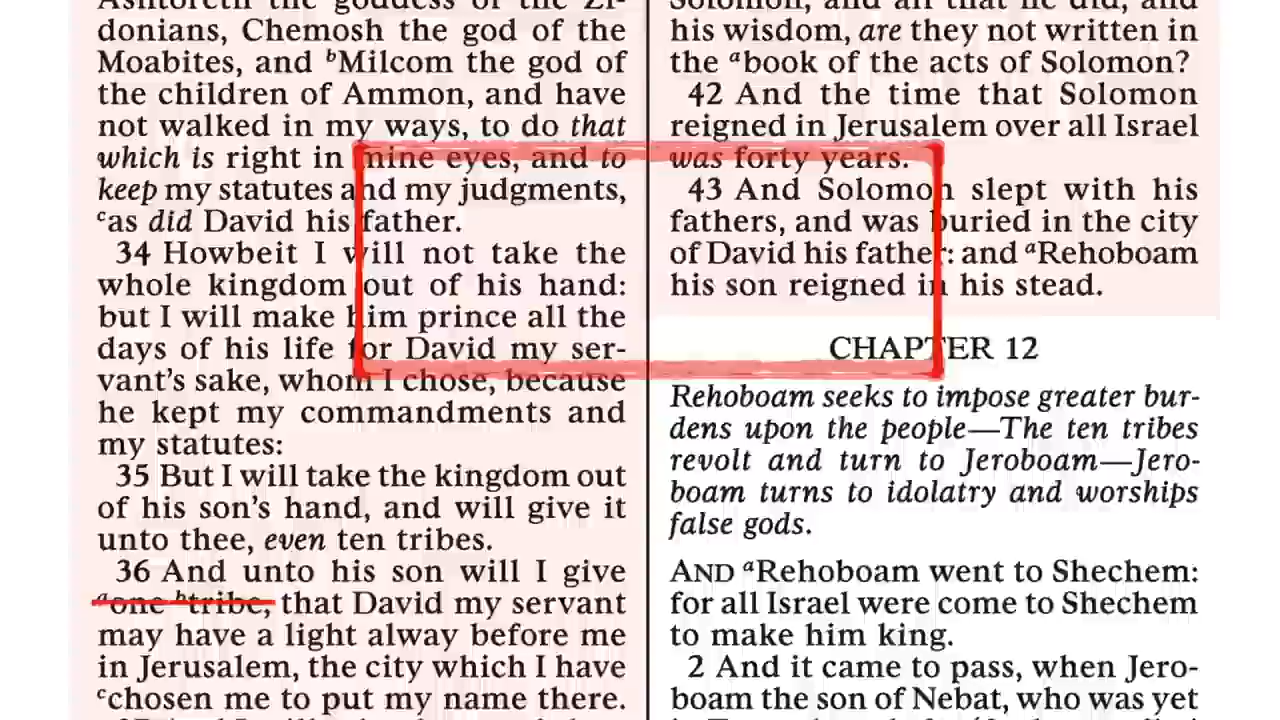 Ashtoreth the goddess of the Zi-
donians, Chemosh the god of the
Moabites, and bMilcom the god of
the children of Ammon, and have
not walked in my ways, to do that
which is right in mine eyes, and to
keep my statutes and my judgments,
cas did David his father.
34 Howbeit I will not take the
whole kingdom out of his hand:
but I will make him prince all the
days of his life for David my ser-
vant's sake, whom I chose, because
he kept my commandments and
my statutes:
35 But I will take the kingdom out
of his son's hand, and will give it
unto thee, even ten tribes.
36 And unto his son will I give
aone btribe, that David my servant
may have a light alway before me
in Jerusalem, the city which I have
cchosen me to put my name there.
Solomon, and all that he did, and
his wisdom, are they not written in
the abook of the acts of Solomon?
42 And the time that Solomon
reigned in Jerusalem over all Israel
was forty years.
43 And Solomon slept with his
fathers, and was buried in the city
of David his father: and aRehoboam
his son reigned in his stead.
CHAPTER 12
Rehoboam seeks to impose greater bur-
dens upon the people—The ten tribes
revolt and turn to Jeroboam—Jero-
boam turns to idolatry and worships
false gods.
AND aRehoboam went to Shechem:
for all Israel were come to Shechem
to make him king.
2 And it came to pass, when Jero-
boam the son of Nebat, who was yet